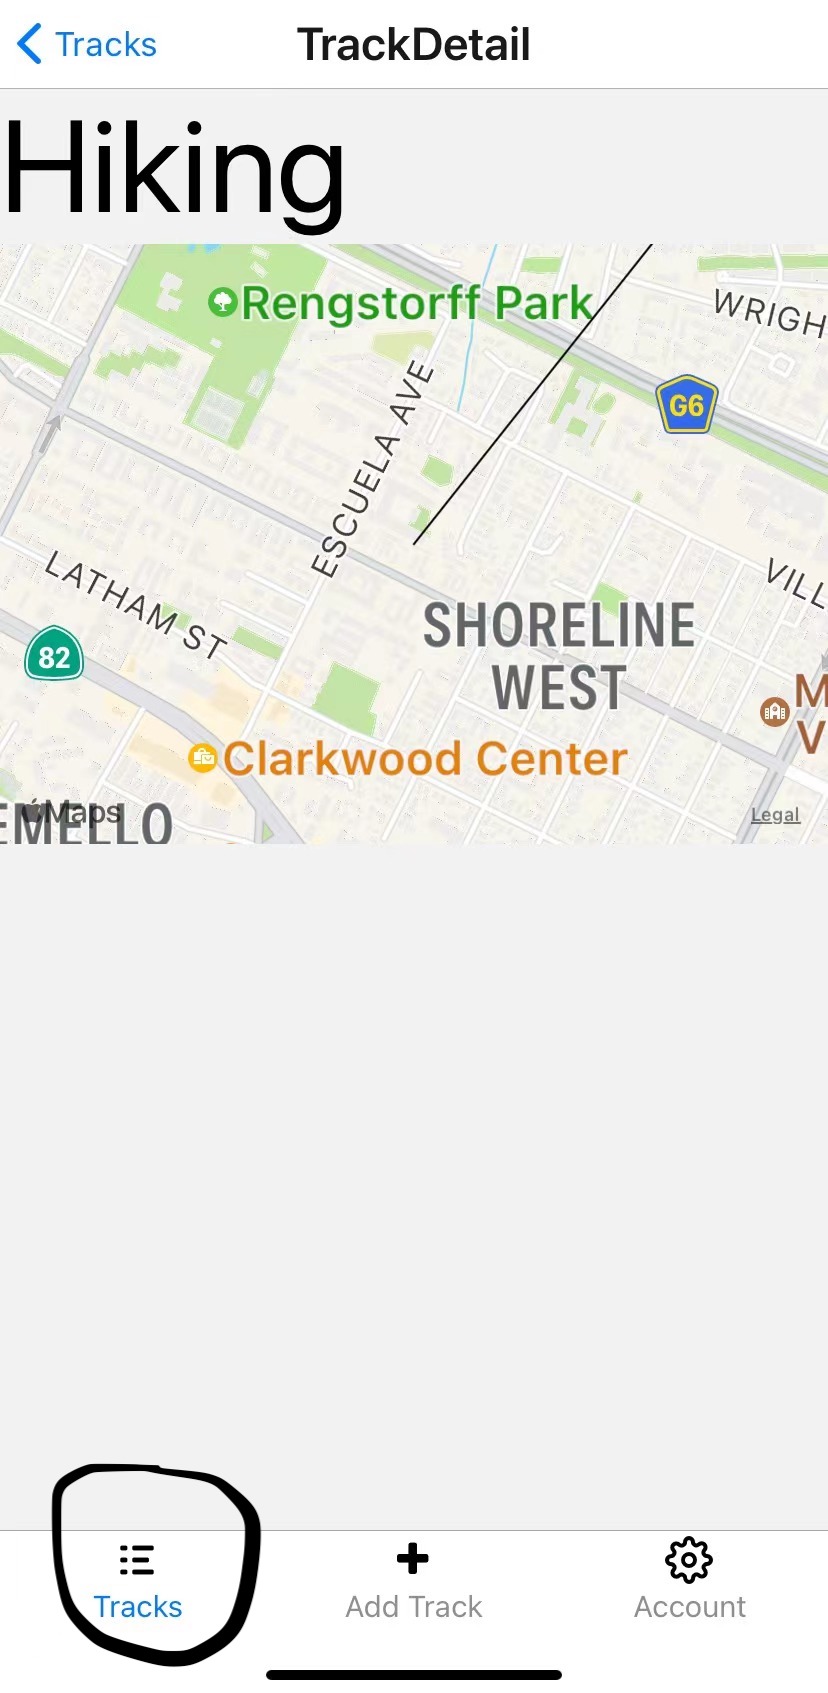 Tracks
TrackDetail
Hiking
Rengstorff Park
WRIGH
G6
ESCUELA AVE
LATHAM ST
VILL
82
SHORELINE
WEST
M
V
Clarkwood Center
EMELLO
Maps
Legal
Tracks
Add Track
Account